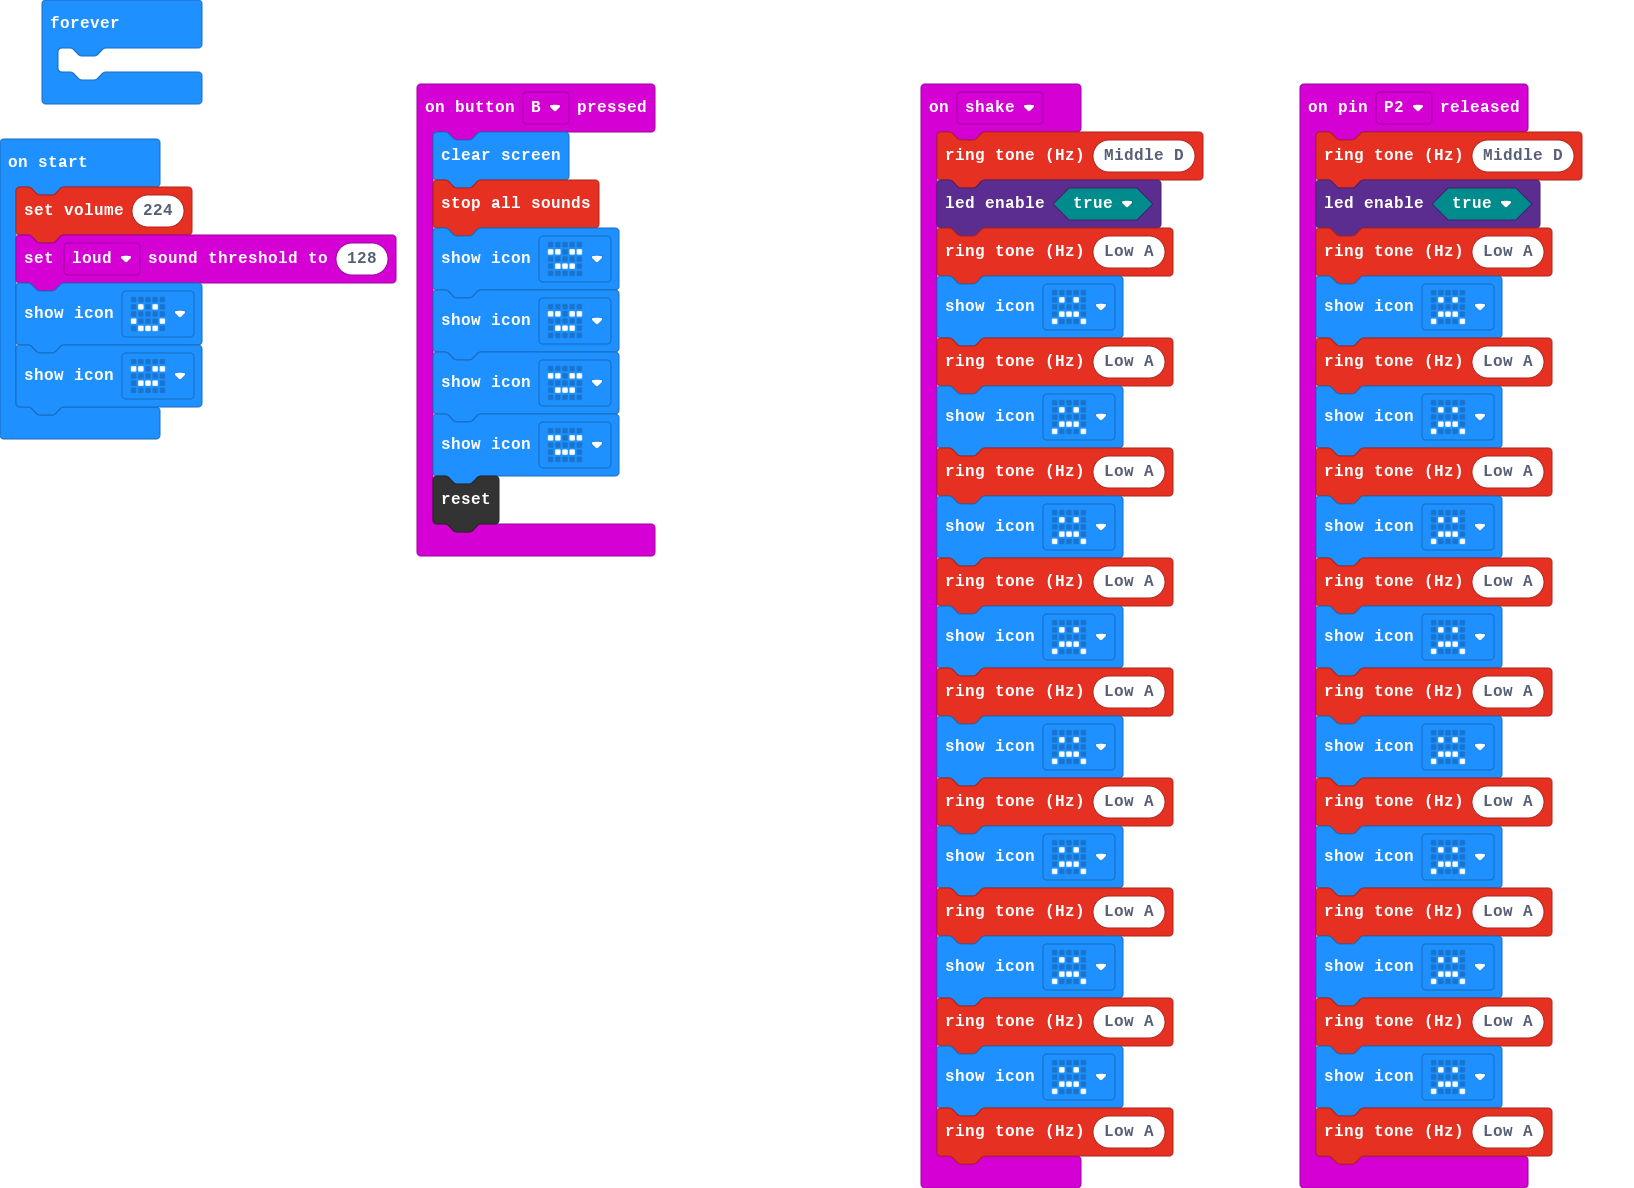 forever
on start
set volume 224
set loud sound threshold to 128
show icon
show icon
on button B pressed
clear screen
stop all sounds
show icon
show icon
show icon
show icon
reset
on shake
ring tone (Hz) Middle D
led enable true
ring tone (Hz) Low A
show icon
ring tone (Hz) Low A
show icon
ring tone (Hz) Low A
show icon
ring tone (Hz) Low A
show icon
ring tone (Hz) Low A
show icon
ring tone (Hz) Low A
show icon
ring tone (Hz) Low A
show icon
ring tone (Hz) Low A
show icon
ring tone (Hz) Low A
on pin P2 released
ring tone (Hz) Middle D
led enable true
ring tone (Hz) Low A
show icon
ring tone (Hz) Low A
show icon
ring tone (Hz) Low A
show icon
ring tone (Hz) Low A
show icon
ring tone (Hz) Low A
show icon
ring tone (Hz) Low A
show icon
ring tone (Hz) Low A
show icon
ring tone (Hz) Low A
show icon
ring tone (Hz) Low A